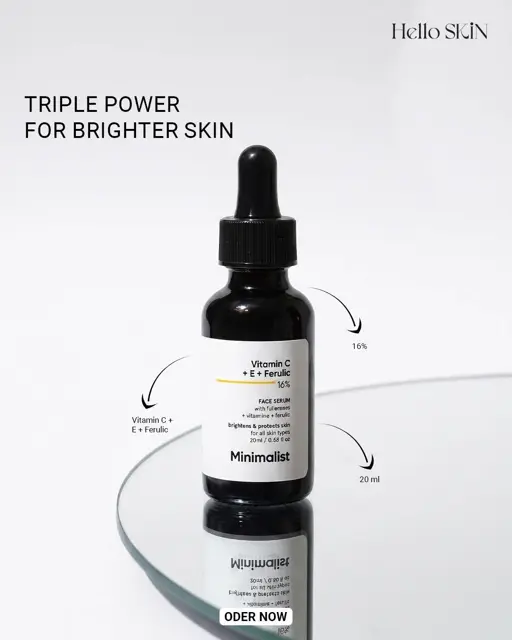 Hello SKiN
TRIPLE POWER
FOR BRIGHTER SKIN
16%
Vitamin C +
E + Ferulic
20 ml
Vitamin C
+ E + Ferulic
16%
FACE SERUM
with fullerenes
+ vitamine + ferulic
brightens & protects skin
for all skin types
20ml / 0.68 fl oz
Minimalist
ODER NOW